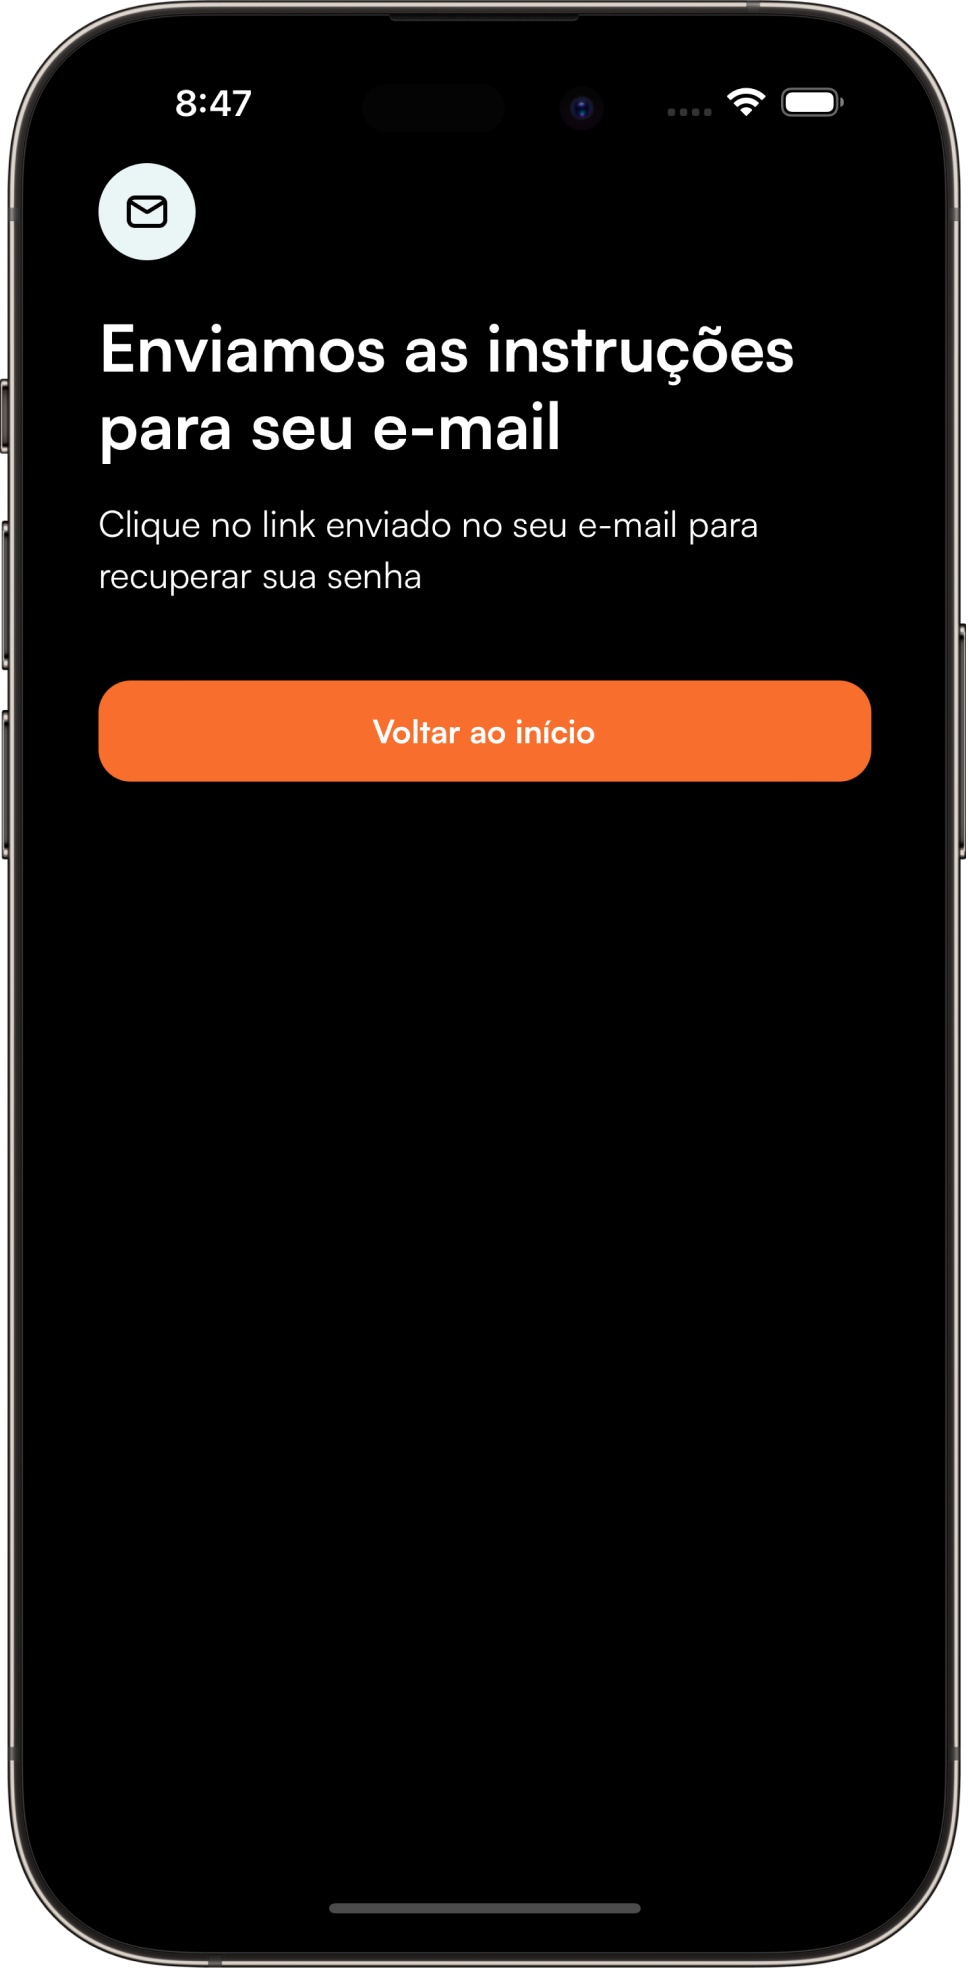 8:47
Enviamos as instruções
para seu e-mail
Clique no link enviado no seu e-mail para
recuperar sua senha
Voltar ao início